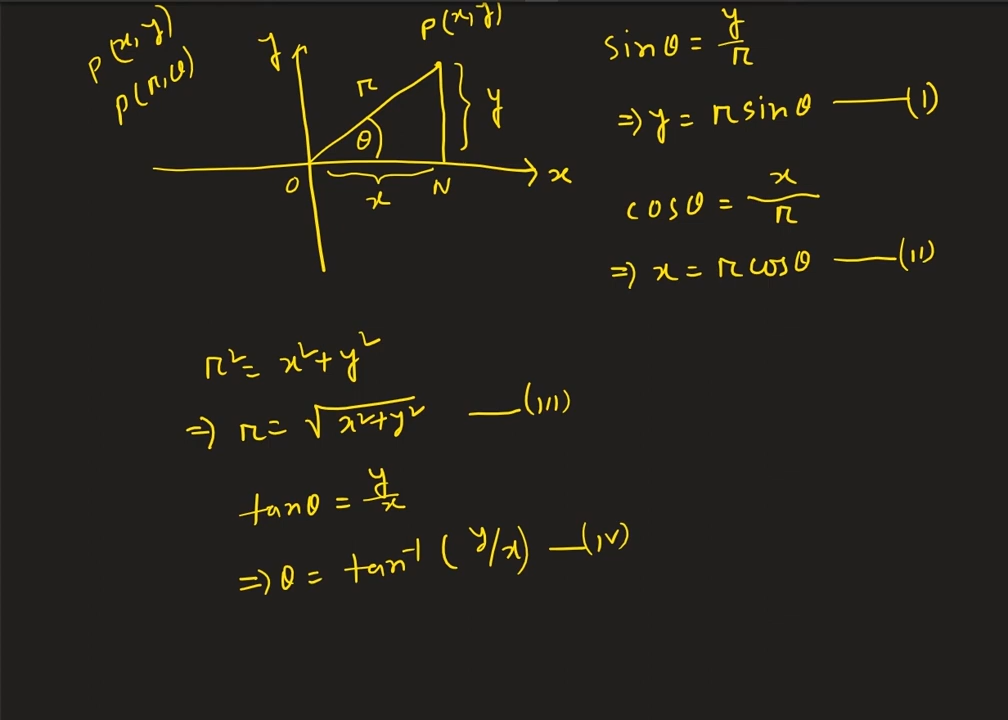 P(x, y)
P(r, θ)
y
P(x, y)
r
θ
y
O
x
N
x
sinθ = y/r
⇒ y = r sinθ —(I)
cosθ = x/r
⇒ x = r cosθ —(II)
r² = x² + y²
⇒ r = √(x²+y²) —(III)
tanθ = y/x
⇒ θ = tan⁻¹ (y/x) —(IV)